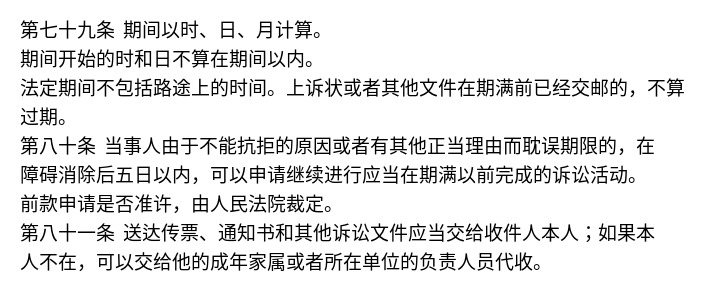 第七十九条 期间以时、日、月计算。
期间开始的时和日不算在期间以内。
法定期间不包括路途上的时间。上诉状或者其他文件在期满前已经交邮的，不算
过期。
第八十条 当事人由于不能抗拒的原因或者有其他正当理由而耽误期限的，在
障碍消除后五日以内，可以申请继续进行应当在期满以前完成的诉讼活动。
前款申请是否准许，由人民法院裁定。
第八十一条 送达传票、通知书和其他诉讼文件应当交给收件人本人；如果本
人不在，可以交给他的成年家属或者所在单位的负责人员代收。